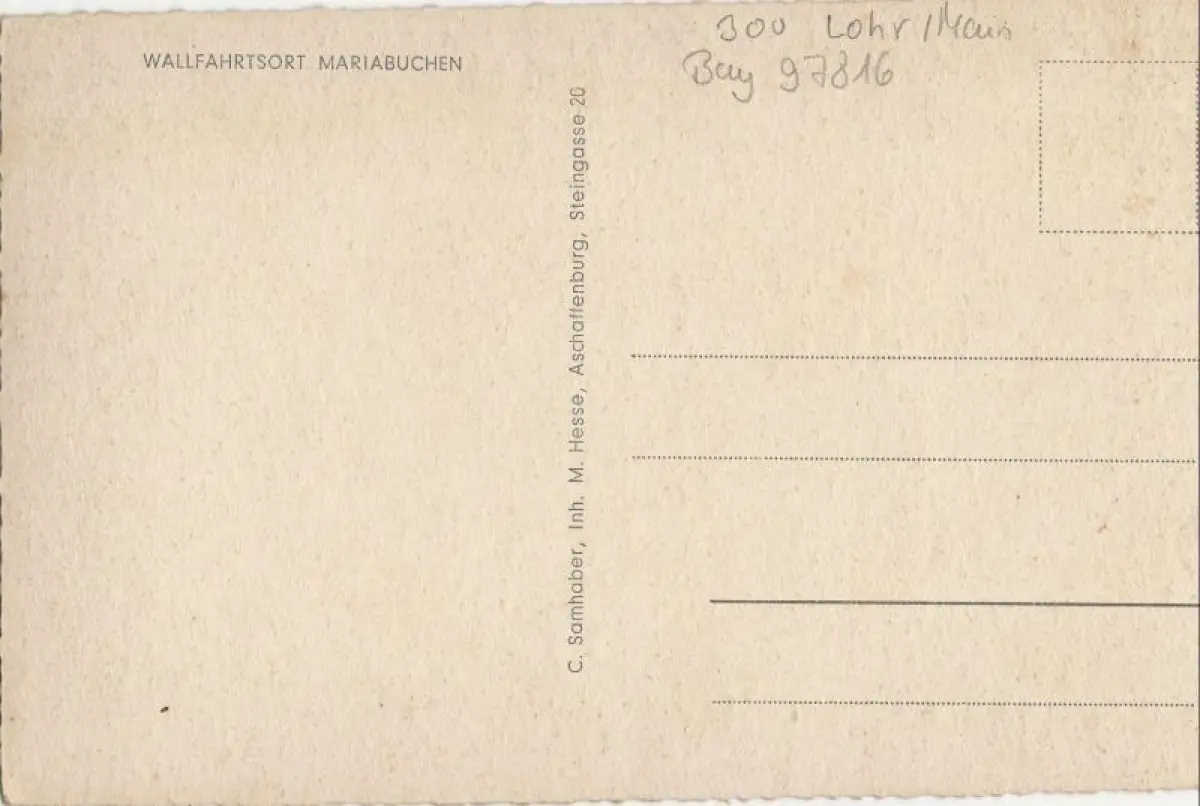 WALLFAHRTSORT MARIABUCHEN
C. Samhaber, Inh. M. Hesse, Aschaffenburg, Steingasse 20
300 Lohr/Main
Bay 97816